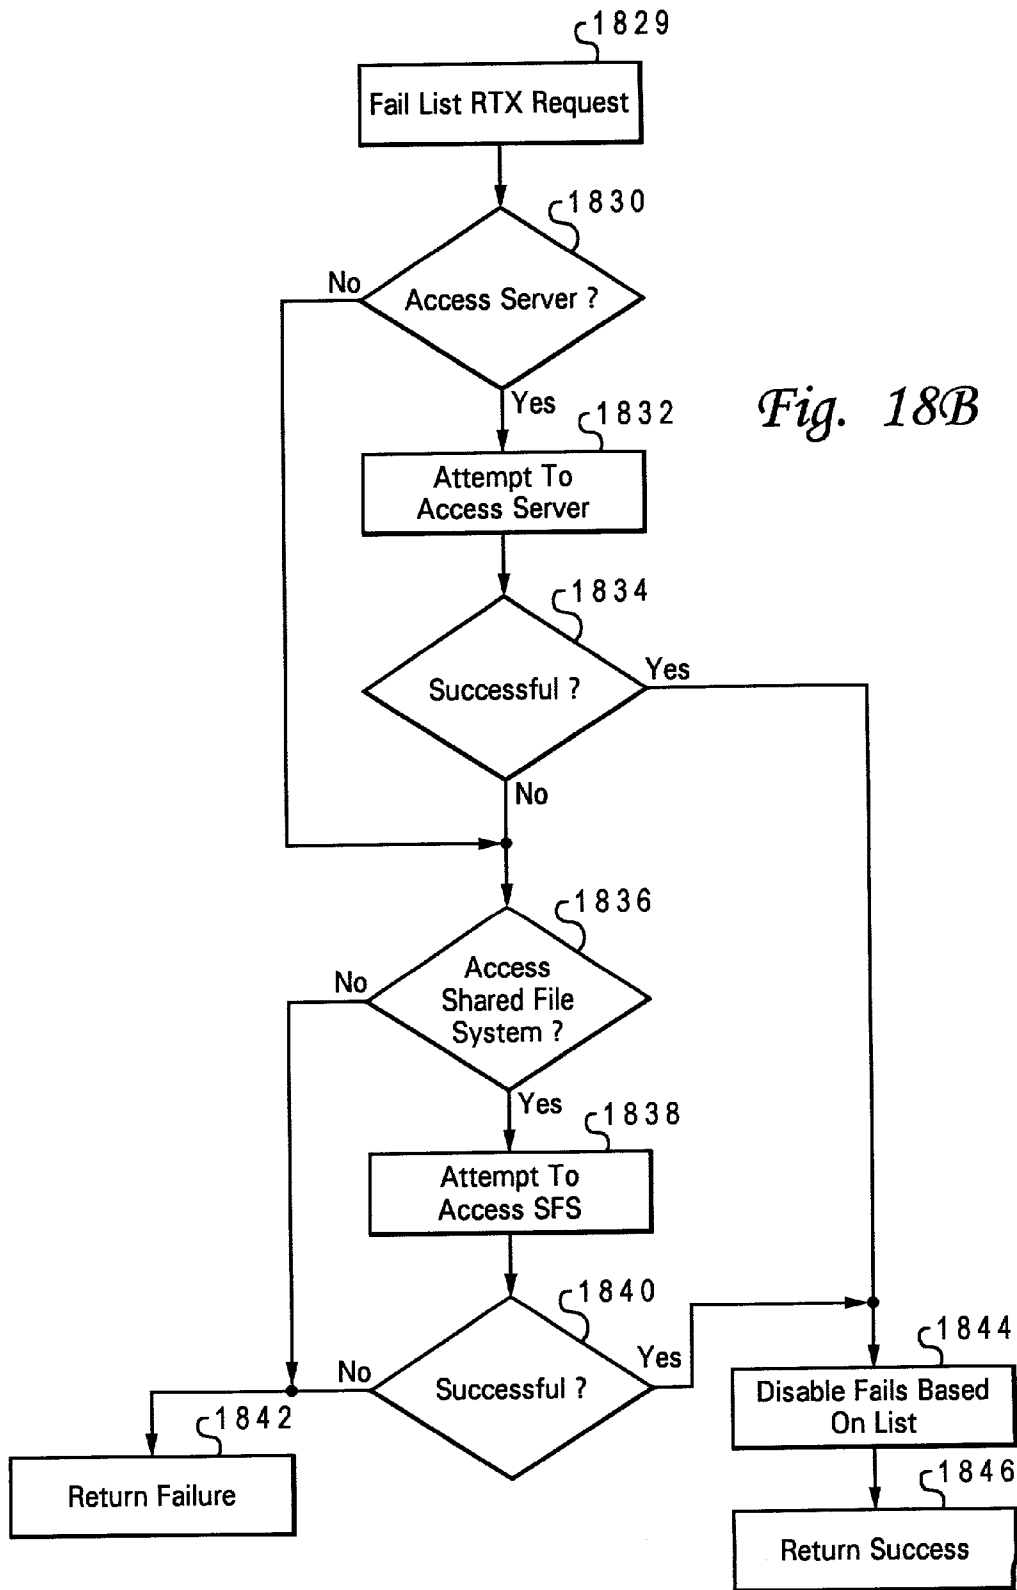 1829
Fail List RTX Request
1830
No
Access Server ?
Yes
Fig. 18B
1832
Attempt To
Access Server
1834
Yes
Successful ?
No
1836
No
Access
Shared File
System ?
Yes
1838
Attempt To
Access SFS
1840
No
Yes
Successful ?
1844
Disable Fails Based
On List
1842
Return Failure
1846
Return Success